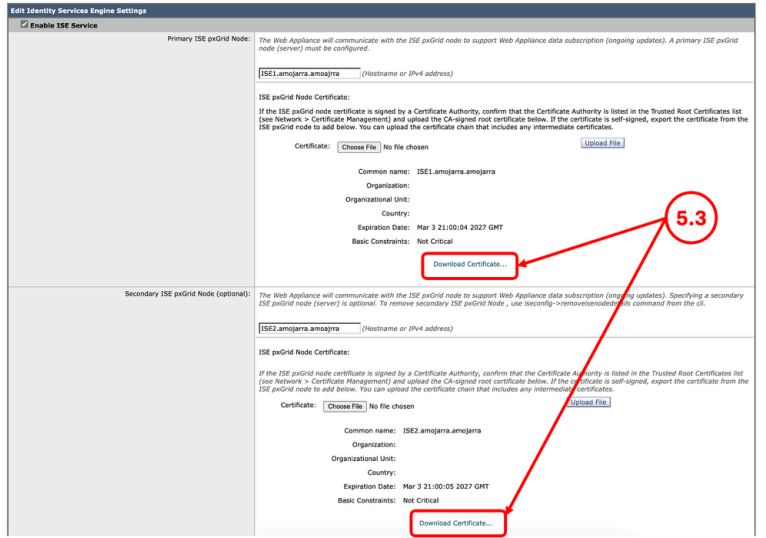 Edit Identity Services Engine Settings
Enable ISE Service
Primary ISE pxGrid Node:
The Web Appliance will communicate with the ISE pxGrid node to support Web Appliance data subscription (ongoing updates). A primary ISE pxGrid
node (server) must be configured.
ISE1.amojarra.amoajrra (Hostname or IPv4 address)
ISE pxGrid Node Certificate:
If the ISE pxGrid node certificate is signed by a Certificate Authority, confirm that the Certificate Authority is listed in the Trusted Root Certificates list
(see Network > Certificate Management) and upload the CA-signed root certificate below. If the certificate is self-signed, export the certificate from the
ISE pxGrid node to add below. You can upload the certificate chain that includes any intermediate certificates.
Certificate: Choose File No file chosen Upload File
Common name: ISE1.amojarra.amojarra
Organization:
Organizational Unit:
Country:
Expiration Date: Mar 3 21:00:04 2027 GMT
Basic Constraints: Not Critical
Download Certificate...
5.3
Secondary ISE pxGrid Node (optional):
The Web Appliance will communicate with the ISE pxGrid node to support Web Appliance data subscription (ongoing updates). Specifying a secondary
ISE pxGrid node (server) is optional. To remove secondary ISE pxGrid Node , use iseconfig->removeisenodedetails command from the cli.
ISE2.amojarra.amoajrra (Hostname or IPv4 address)
ISE pxGrid Node Certificate:
If the ISE pxGrid node certificate is signed by a Certificate Authority, confirm that the Certificate Authority is listed in the Trusted Root Certificates list
(see Network > Certificate Management) and upload the CA-signed root certificate below. If the certificate is self-signed, export the certificate from the
ISE pxGrid node to add below. You can upload the certificate chain that includes any intermediate certificates.
Certificate: Choose File No file chosen Upload File
Common name: ISE2.amojarra.amojarra
Organization:
Organizational Unit:
Country:
Expiration Date: Mar 3 21:00:05 2027 GMT
Basic Constraints: Not Critical
Download Certificate...